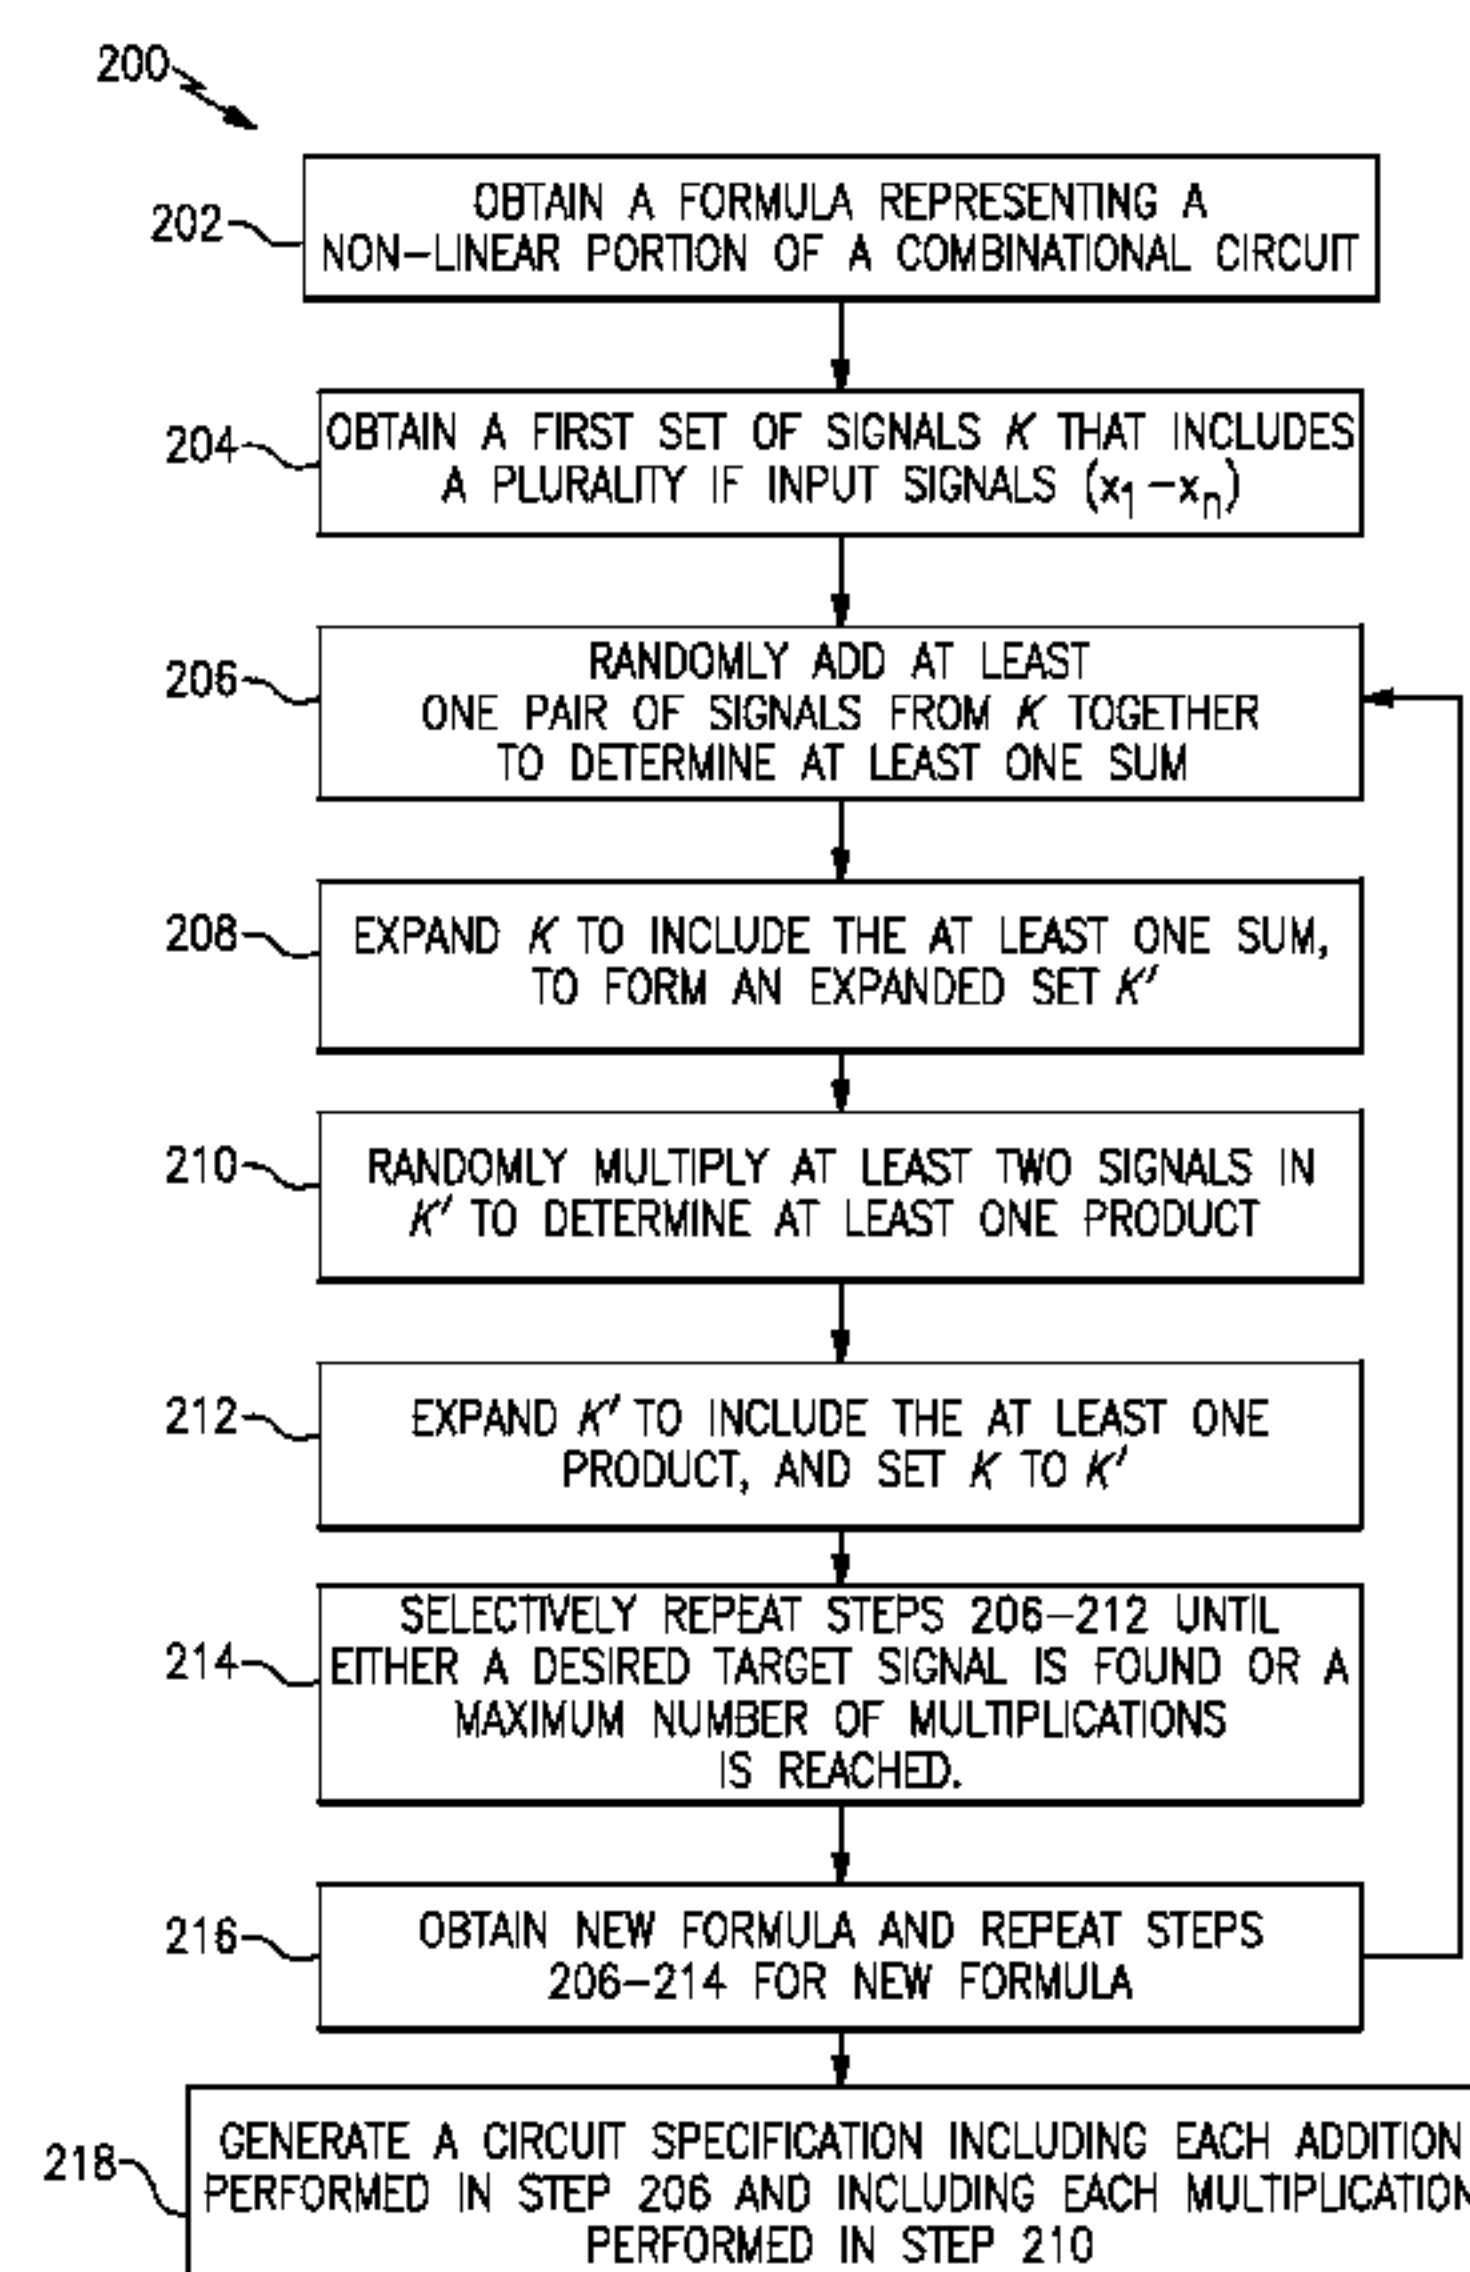 200
202
OBTAIN A FORMULA REPRESENTING A
NON-LINEAR PORTION OF A COMBINATIONAL CIRCUIT
204
OBTAIN A FIRST SET OF SIGNALS K THAT INCLUDES
A PLURALITY IF INPUT SIGNALS (x1-xn)
206
RANDOMLY ADD AT LEAST
ONE PAIR OF SIGNALS FROM K TOGETHER
TO DETERMINE AT LEAST ONE SUM
208
EXPAND K TO INCLUDE THE AT LEAST ONE SUM,
TO FORM AN EXPANDED SET K'
210
RANDOMLY MULTIPLY AT LEAST TWO SIGNALS IN
K' TO DETERMINE AT LEAST ONE PRODUCT
212
EXPAND K' TO INCLUDE THE AT LEAST ONE
PRODUCT, AND SET K TO K'
214
SELECTIVELY REPEAT STEPS 206-212 UNTIL
EITHER A DESIRED TARGET SIGNAL IS FOUND OR A
MAXIMUM NUMBER OF MULTIPLICATIONS
IS REACHED.
216
OBTAIN NEW FORMULA AND REPEAT STEPS
206-214 FOR NEW FORMULA
218
GENERATE A CIRCUIT SPECIFICATION INCLUDING EACH ADDITION
PERFORMED IN STEP 206 AND INCLUDING EACH MULTIPLICATION
PERFORMED IN STEP 210